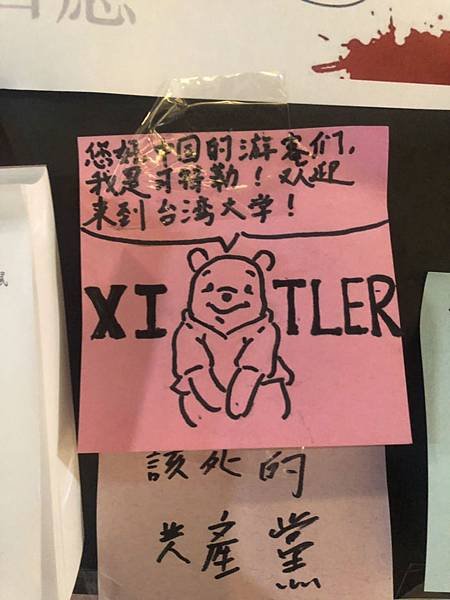 您好中国的游客们,
我是习特勒！欢迎
来到台湾大学！
XI TLER
該死的
共產黨